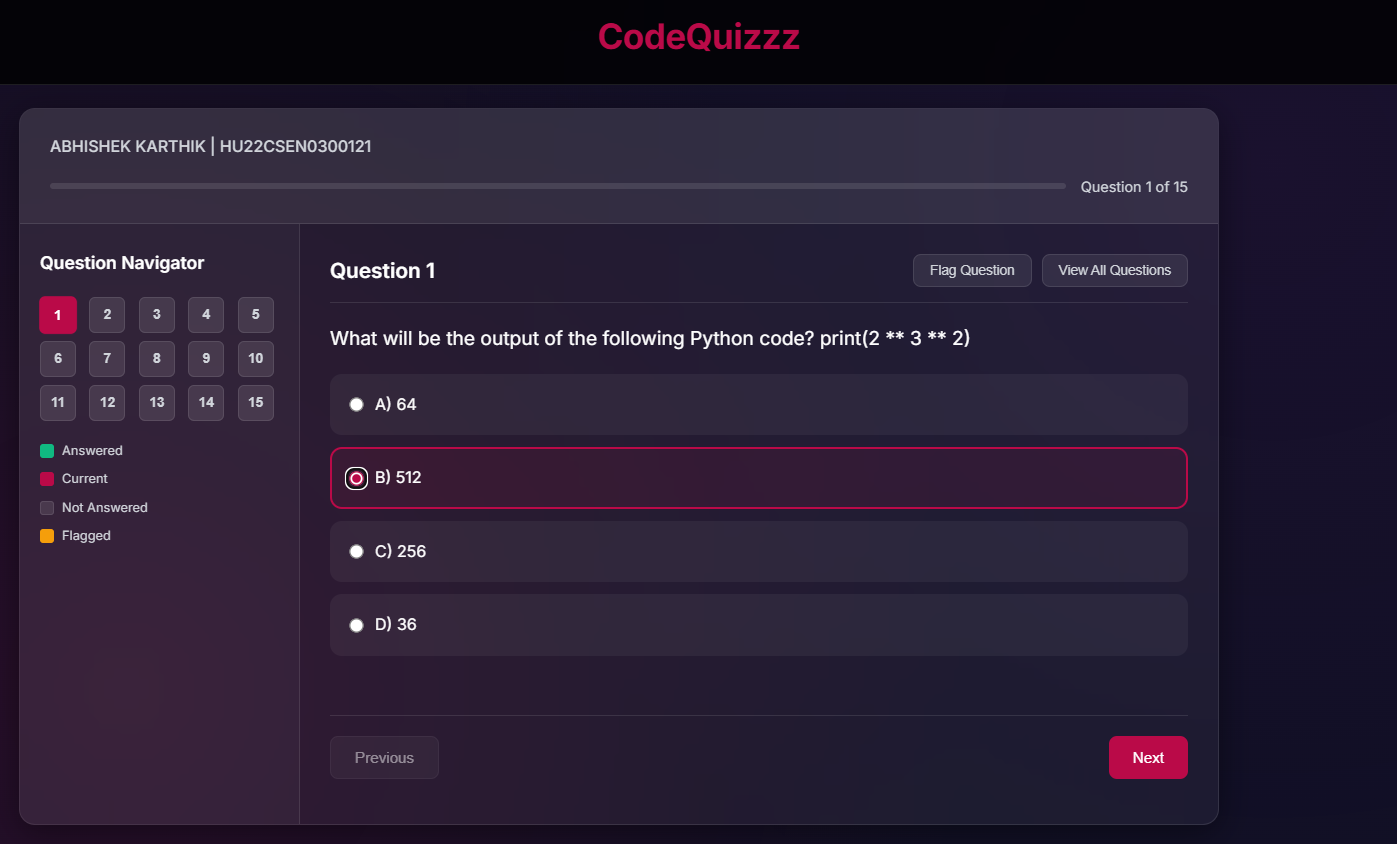 CodeQuizzz
ABHISHEK KARTHIK | HU22CSEN0300121
Question 1 of 15
Question Navigator
1 2 3 4 5
6 7 8 9 10
11 12 13 14 15
Answered
Current
Not Answered
Flagged
Question 1
Flag Question
View All Questions
What will be the output of the following Python code? print(2 ** 3 ** 2)
A) 64
B) 512
C) 256
D) 36
Previous
Next